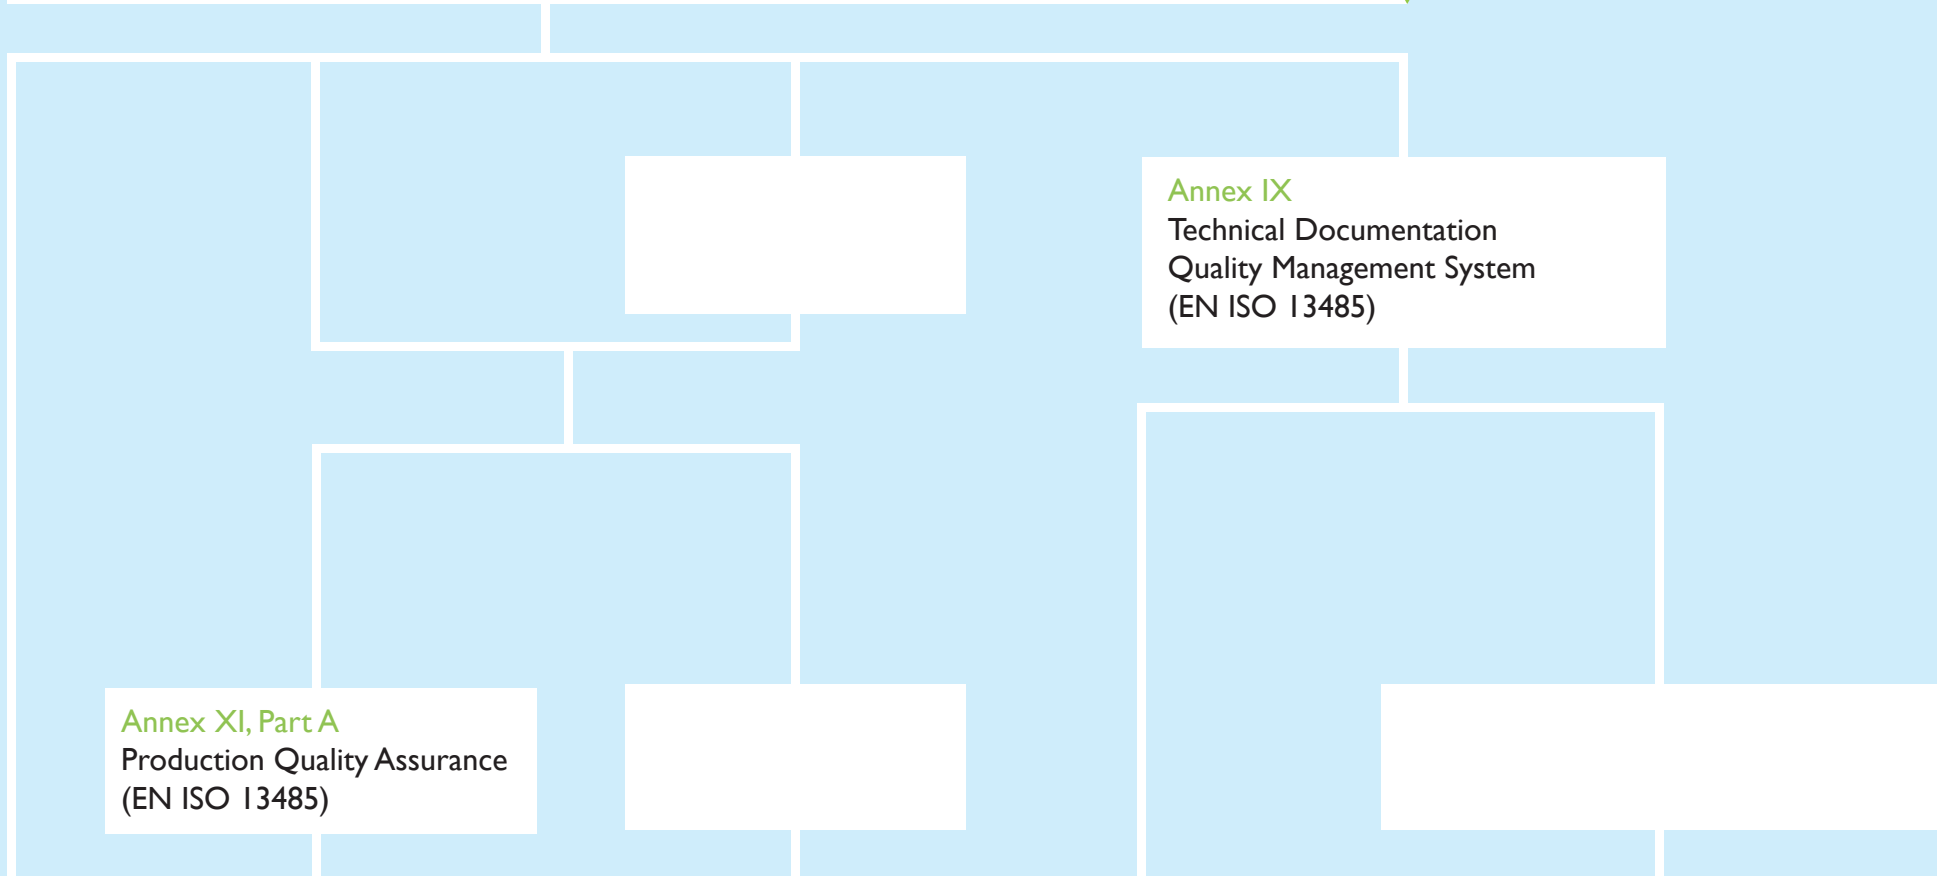 Annex IX
Technical Documentation
Quality Management System
(EN ISO 13485)
Annex XI, Part A
Production Quality Assurance
(EN ISO 13485)